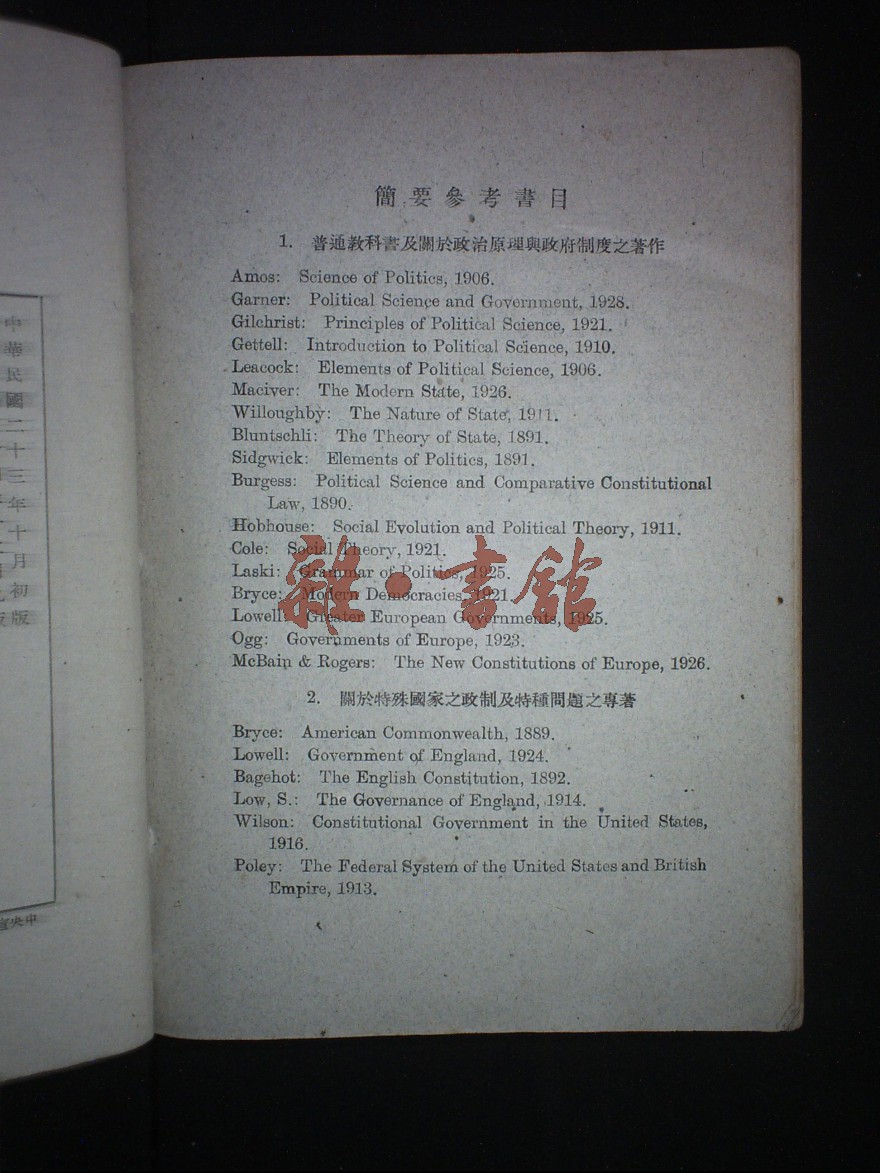 簡要參考書目
1. 普通教科書及關於政治原理與政府制度之著作
Amos: Science of Politics, 1906.
Garner: Political Science and Government, 1928.
Gilchrist: Principles of Political Science, 1921.
Gettell: Introduction to Political Science, 1910.
Leacock: Elements of Political Science, 1906.
Maciver: The Modern State, 1926.
Willoughby: The Nature of State, 1911.
Bluntschli: The Theory of State, 1891.
Sidgwick: Elements of Politics, 1891.
Burgess: Political Science and Comparative Constitutional
Law, 1890.
Hobhouse: Social Evolution and Political Theory, 1911.
Cole: Social Theory, 1921.
Laski: Grammar of Politics, 1925.
Bryce: Modern Democracies, 1921.
Lowell: Greater European Governments, 1925.
Ogg: Governments of Europe, 1923.
McBain & Rogers: The New Constitutions of Europe, 1926.
2. 關於特殊國家之政制及特種問題之專著
Bryce: American Commonwealth, 1889.
Lowell: Government of England, 1924.
Bagehot: The English Constitution, 1892.
Low, S.: The Governance of England, 1914.
Wilson: Constitutional Government in the United States,
1916.
Poley: The Federal System of the United States and British
Empire, 1913.
雜·書館
中華民國二十三年十月初版
中央